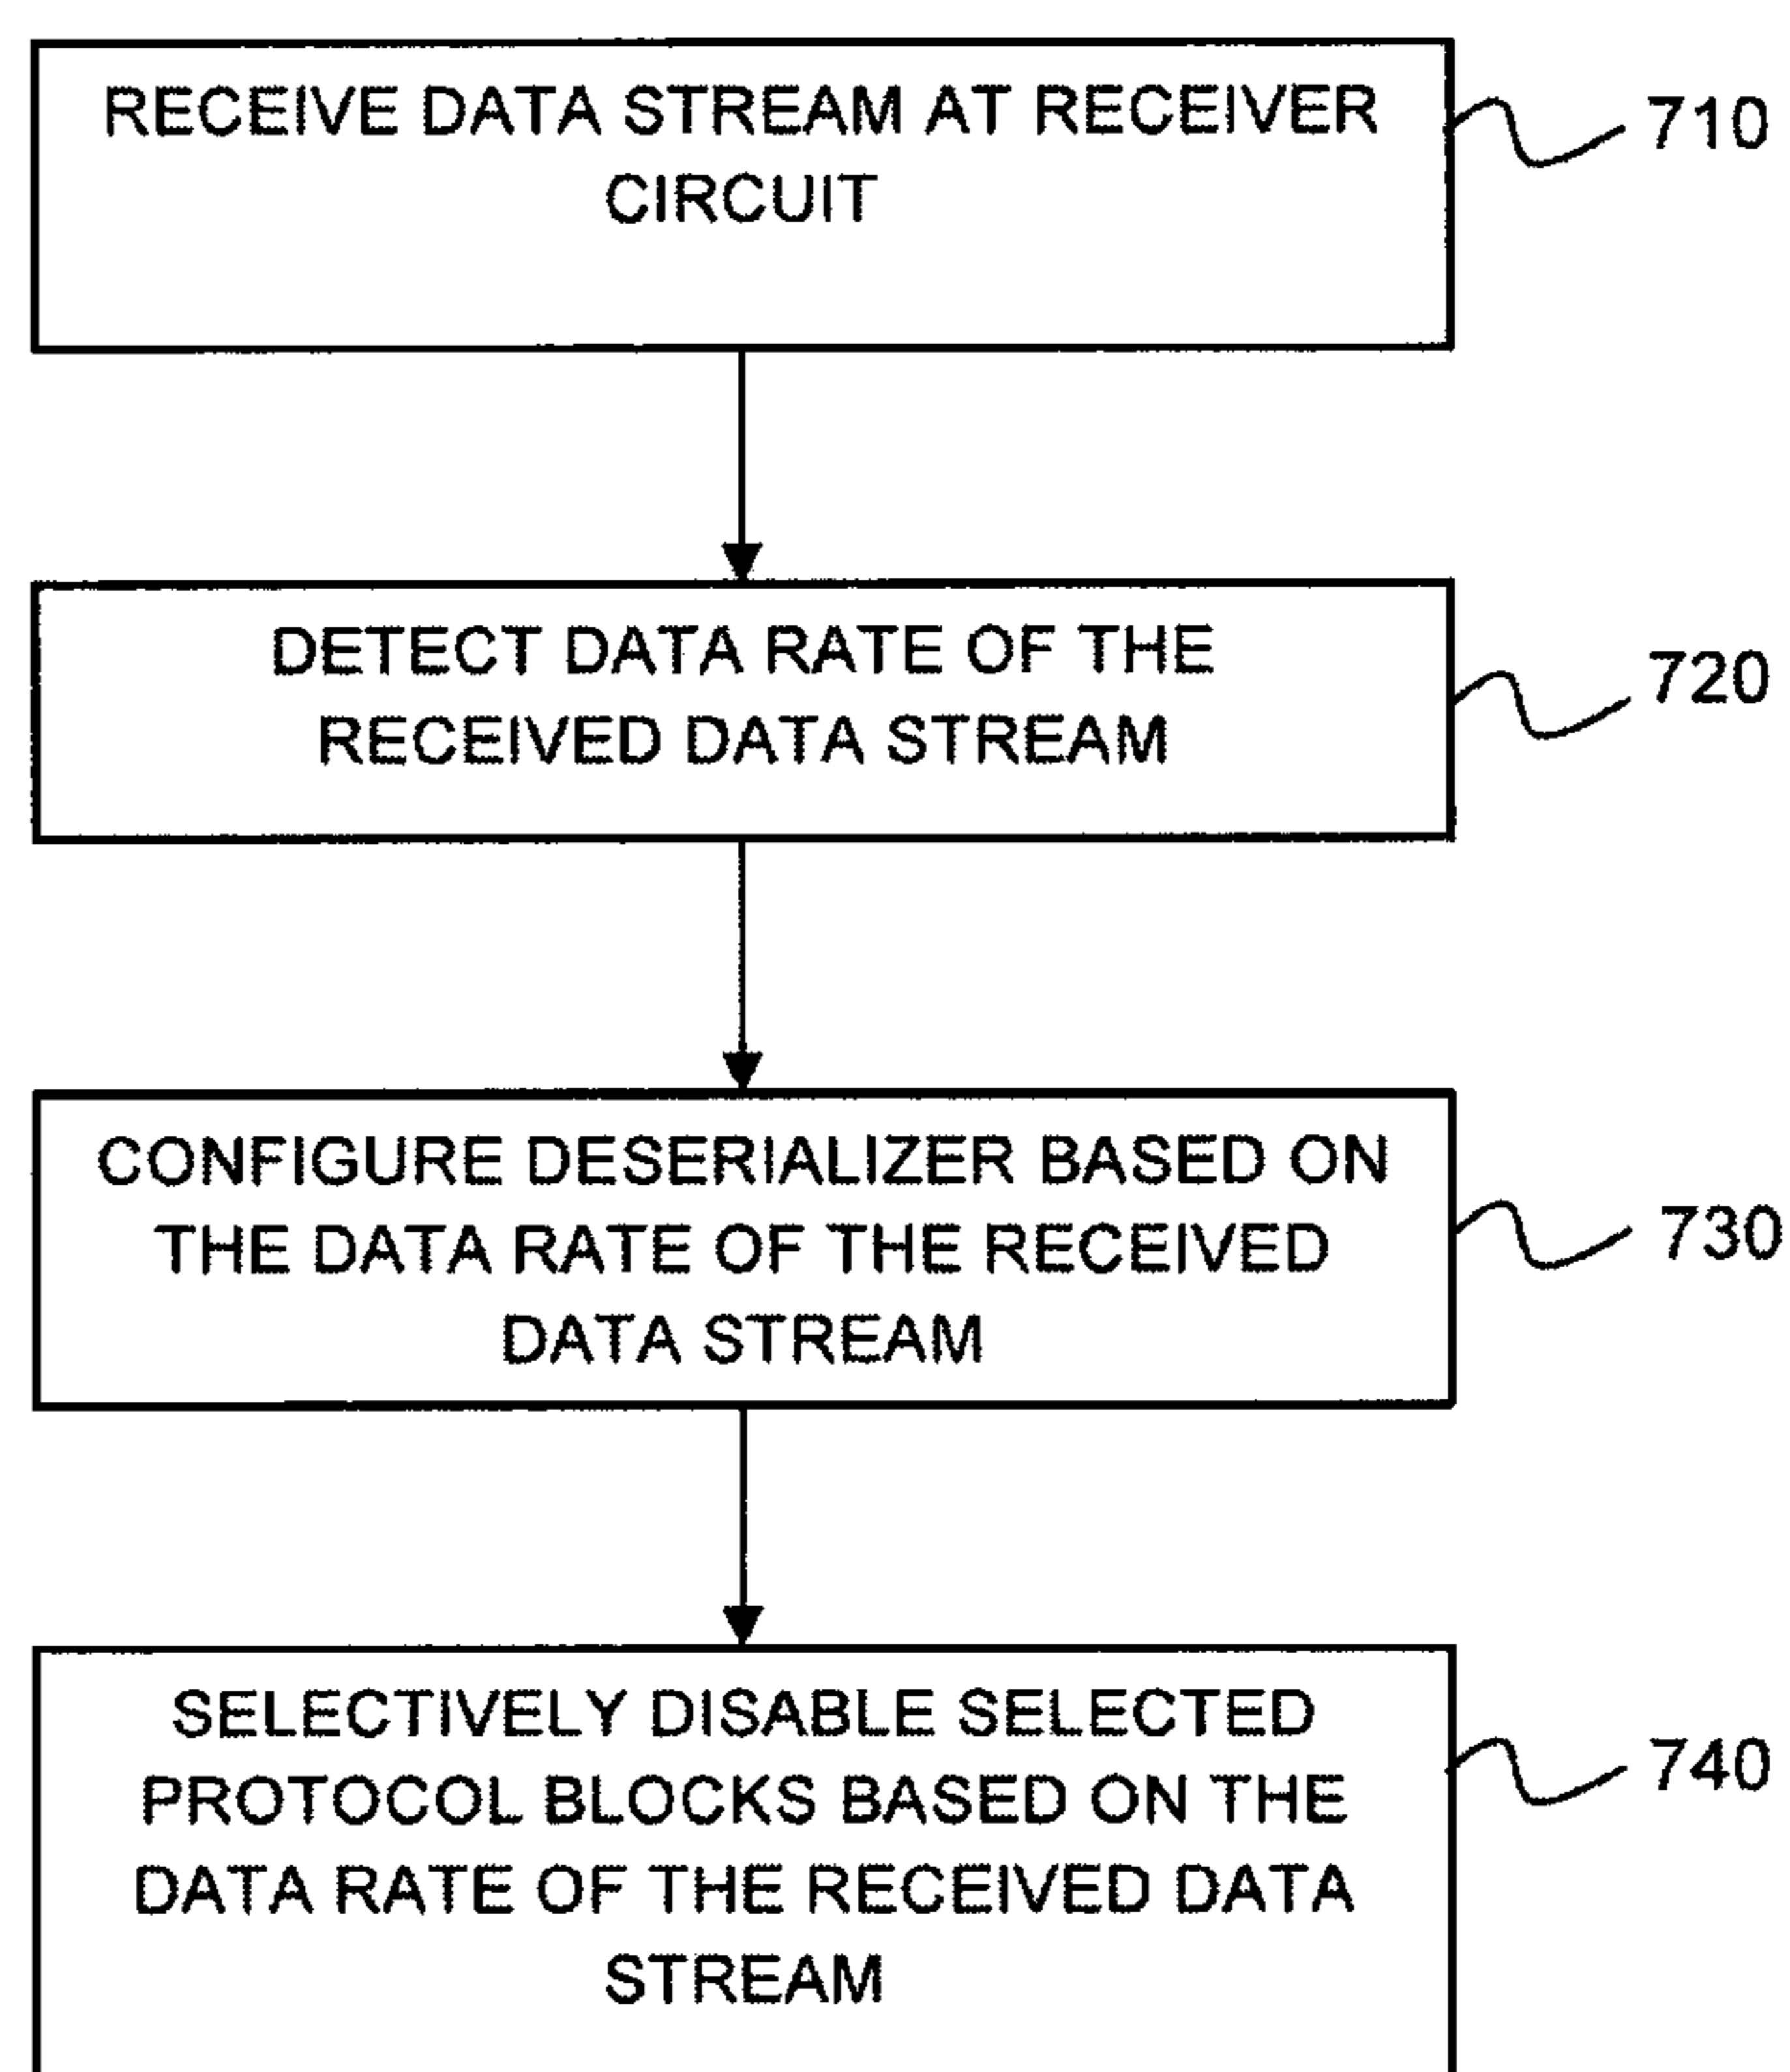 RECEIVE DATA STREAM AT RECEIVER
CIRCUIT
710
DETECT DATA RATE OF THE
RECEIVED DATA STREAM
720
CONFIGURE DESERIALIZER BASED ON
THE DATA RATE OF THE RECEIVED
DATA STREAM
730
SELECTIVELY DISABLE SELECTED
PROTOCOL BLOCKS BASED ON THE
DATA RATE OF THE RECEIVED DATA
STREAM
740